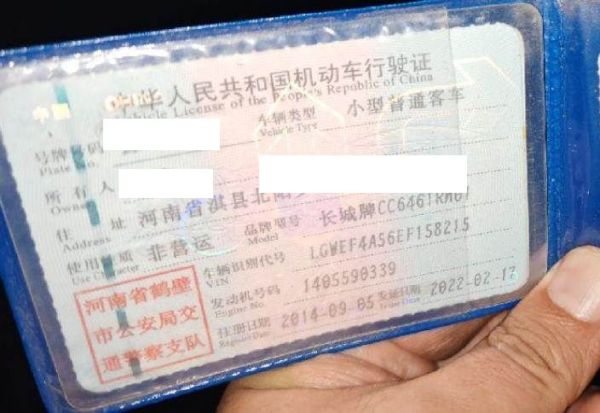 中华人民共和国机动车行驶证
Vehicle License of the People's Republic of China
号牌号码 车辆类型 小型普通客车
Plate No. Vehicle Type
所有人
Owner
住址 河南省淇县北阳
Address
使用性质 非营运 品牌型号 长城牌CC6461RM01
Use Character Model
车辆识别代号 LGWEF4A56EF158215
VIN
发动机号码 1405590339
Engine No.
注册日期 2014-09-05 发证日期 2022-02-17
Register Date Issue Date
河南省鹤壁
市公安局交
通警察支队